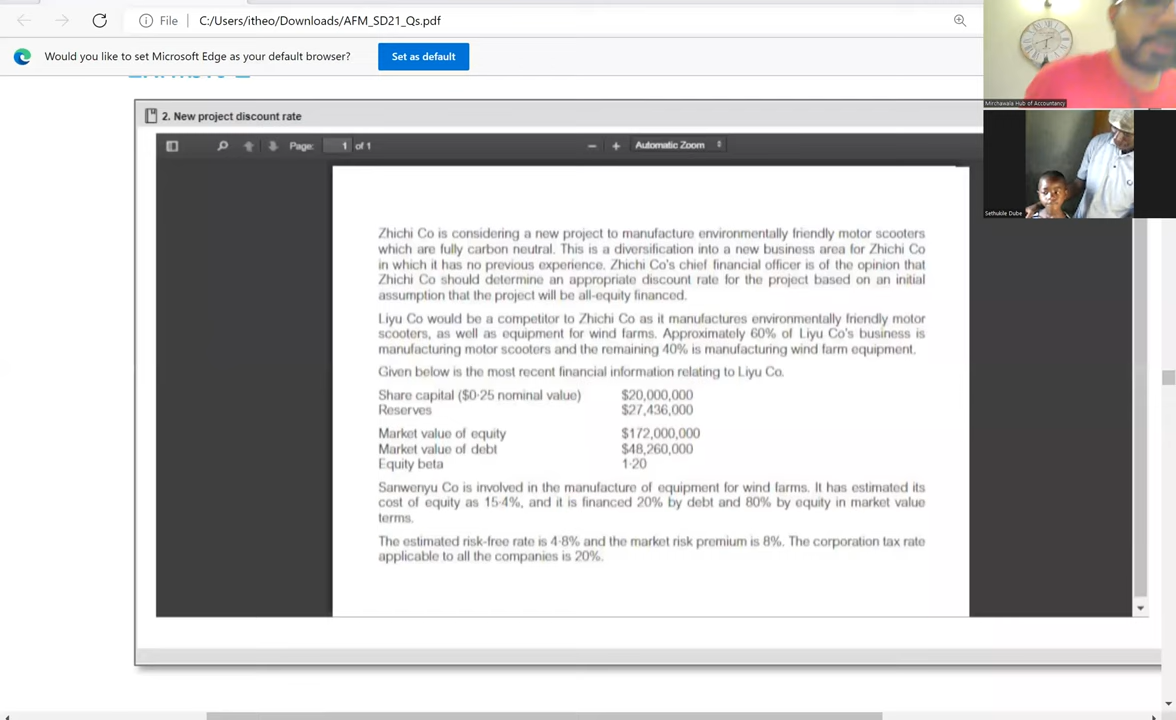 File
C:/Users/itheo/Downloads/AFM_SD21_Qs.pdf
Would you like to set Microsoft Edge as your default browser?
Set as default
2. New project discount rate
Page: 1 of 1
Automatic Zoom
Zhichi Co is considering a new project to manufacture environmentally friendly motor scooters
which are fully carbon neutral. This is a diversification into a new business area for Zhichi Co
in which it has no previous experience. Zhichi Co's chief financial officer is of the opinion that
Zhichi Co should determine an appropriate discount rate for the project based on an initial
assumption that the project will be all-equity financed.
Liyu Co would be a competitor to Zhichi Co as it manufactures environmentally friendly motor
scooters, as well as equipment for wind farms. Approximately 60% of Liyu Co's business is
manufacturing motor scooters and the remaining 40% is manufacturing wind farm equipment.
Given below is the most recent financial information relating to Liyu Co.
Share capital ($0·25 nominal value) $20,000,000
Reserves $27,436,000
Market value of equity $172,000,000
Market value of debt $48,260,000
Equity beta 1·20
Sanwenyu Co is involved in the manufacture of equipment for wind farms. It has estimated its
cost of equity as 15·4%, and it is financed 20% by debt and 80% by equity in market value
terms.
The estimated risk-free rate is 4·8% and the market risk premium is 8%. The corporation tax rate
applicable to all the companies is 20%.
Mirchawala Hub of Accountancy
Sethukile Dube